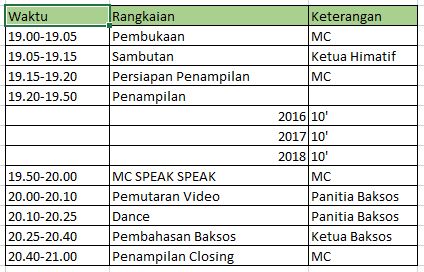 Waktu Rangkaian Keterangan
19.00-19.05 Pembukaan MC
19.05-19.15 Sambutan Ketua Himatif
19.15-19.20 Persiapan Penampilan MC
19.20-19.50 Penampilan
2016 10'
2017 10'
2018 10'
19.50-20.00 MC SPEAK SPEAK MC
20.00-20.10 Pemutaran Video Panitia Baksos
20.10-20.25 Dance Panitia Baksos
20.25-20.40 Pembahasan Baksos Ketua Baksos
20.40-21.00 Penampilan Closing MC